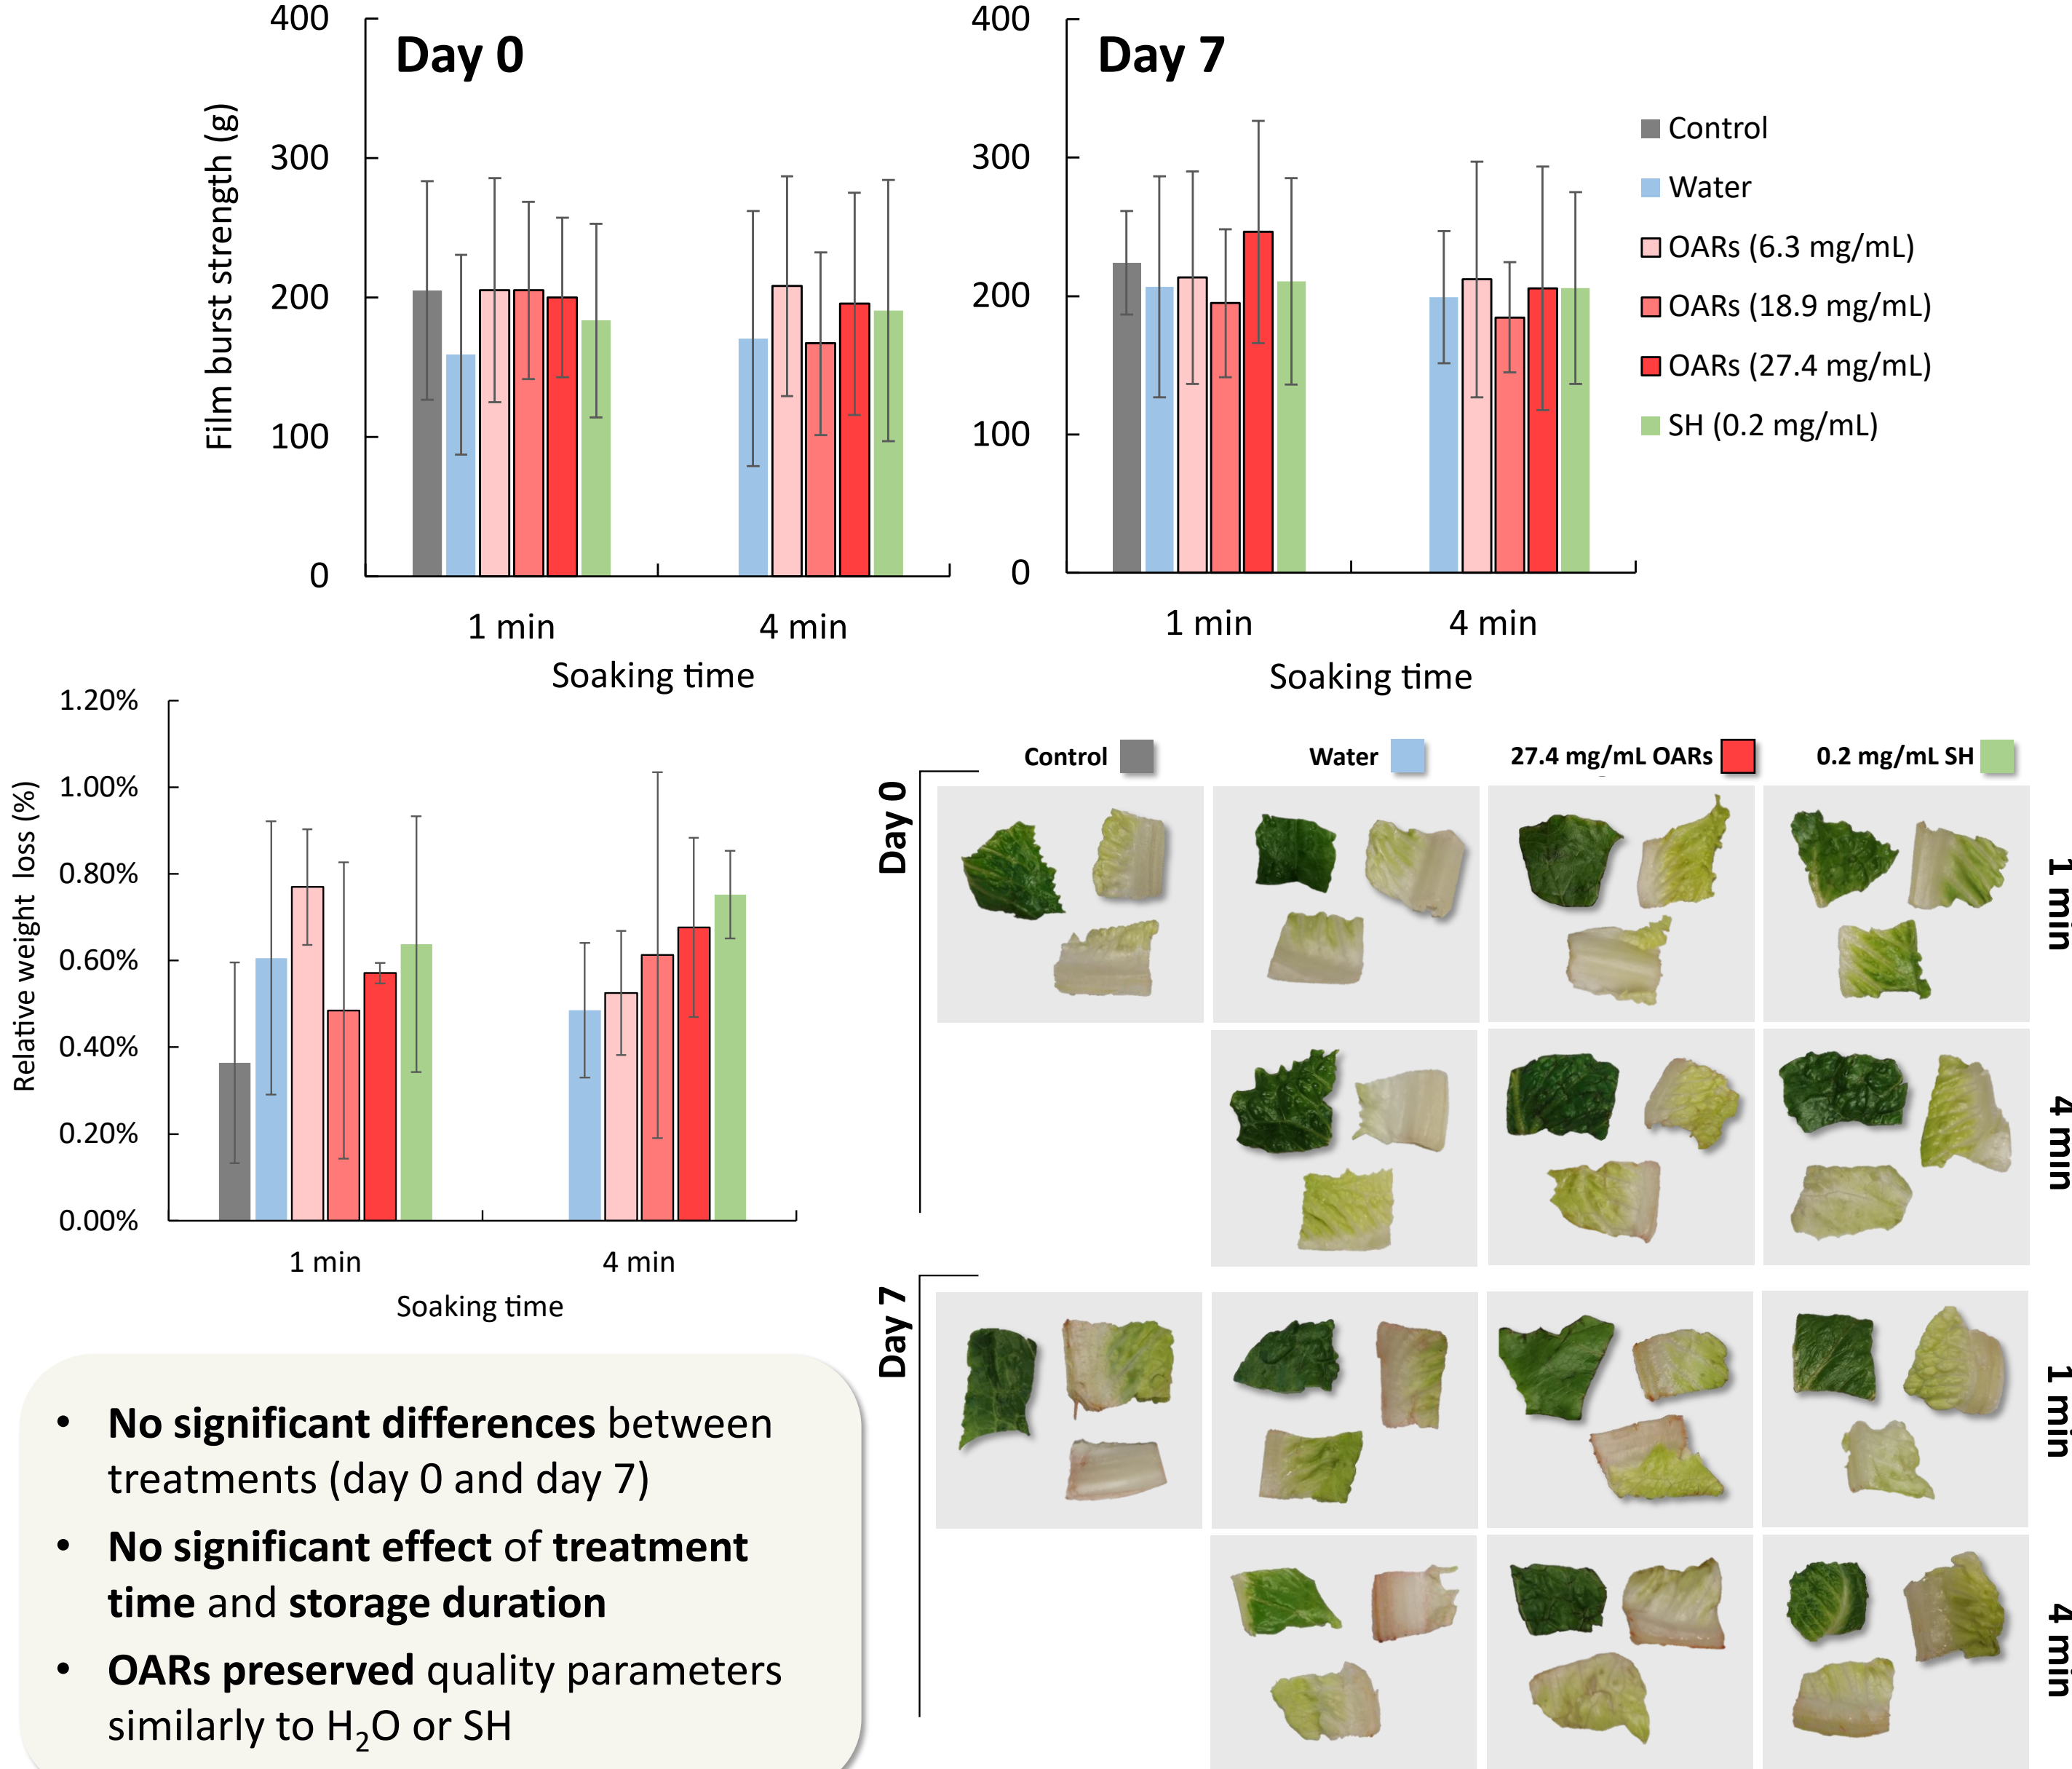 Day 0
Film burst strength (g)
400
300
200
100
0
1 min
4 min
Soaking time
Day 7
400
300
200
100
0
1 min
4 min
Soaking time
Control
Water
OARs (6.3 mg/mL)
OARs (18.9 mg/mL)
OARs (27.4 mg/mL)
SH (0.2 mg/mL)
Relative weight loss (%)
1.20%
1.00%
0.80%
0.60%
0.40%
0.20%
0.00%
1 min
4 min
Soaking time
Control
Water
27.4 mg/mL OARs
0.2 mg/mL SH
Day 0
1 min
4 min
Day 7
1 min
4 min
• No significant differences between
treatments (day 0 and day 7)
• No significant effect of treatment
time and storage duration
• OARs preserved quality parameters
similarly to H₂O or SH